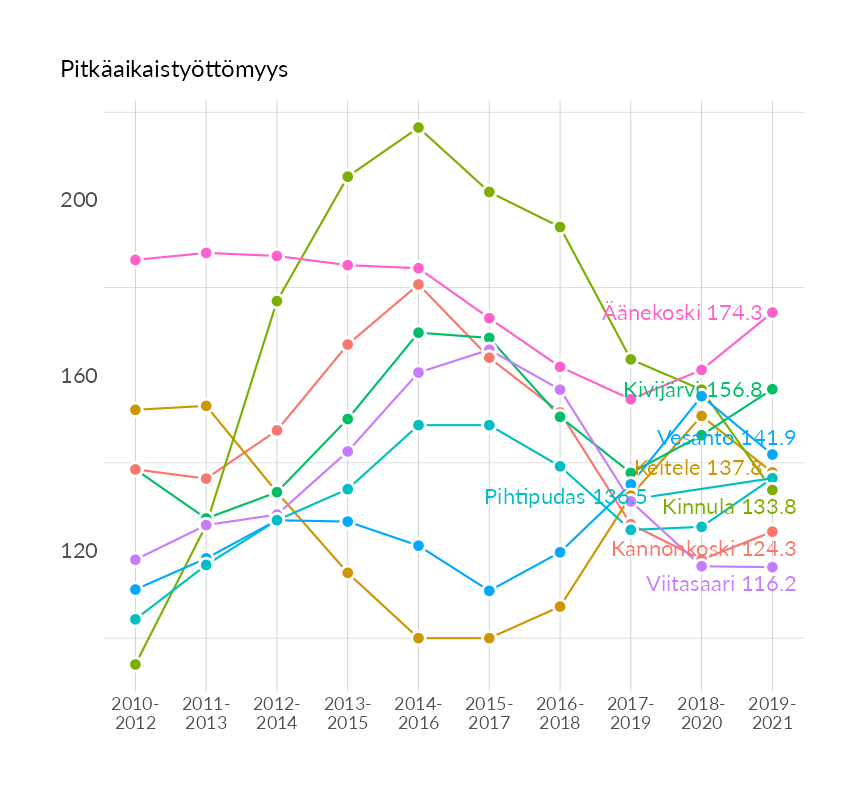 Pitkäaikaistyöttömyys
200
160
120
Äänekoski 174.3
Kivijärvi 156.8
Vesanto 141.9
Keitele 137.8
Pihtipudas 136.5
Kinnula 133.8
Kannonkoski 124.3
Viitasaari 116.2
2010- 2011- 2012- 2013- 2014- 2015- 2016- 2017- 2018- 2019-
2012 2013 2014 2015 2016 2017 2018 2019 2020 2021